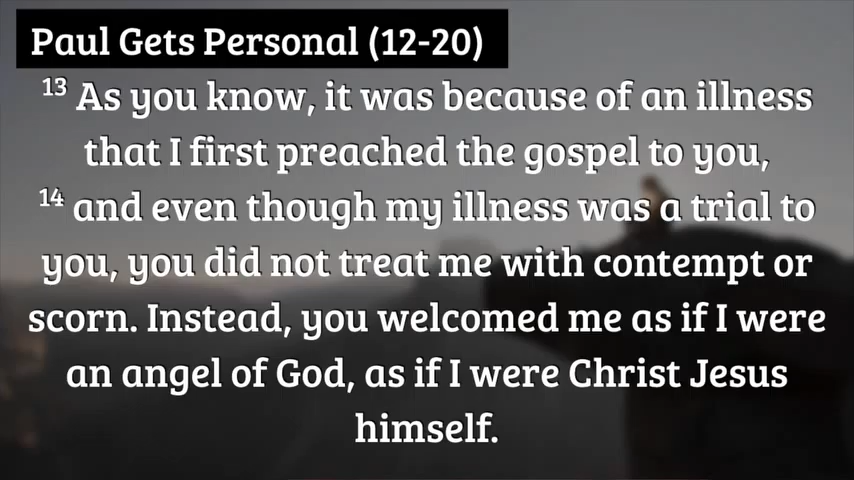 Paul Gets Personal (12-20)
13 As you know, it was because of an illness
that I first preached the gospel to you,
14 and even though my illness was a trial to
you, you did not treat me with contempt or
scorn. Instead, you welcomed me as if I were
an angel of God, as if I were Christ Jesus
himself.